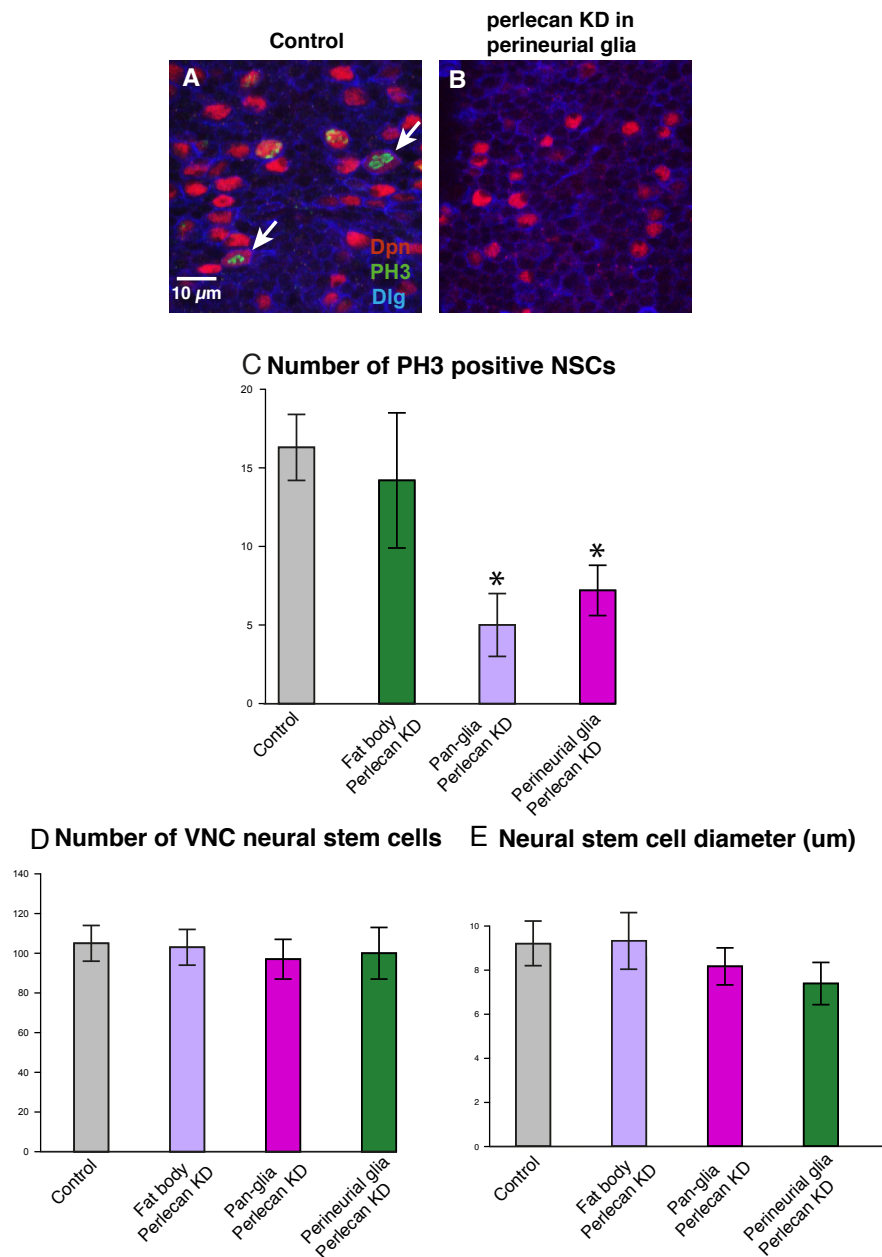 Control
perlecan KD in
perineurial glia
A
B
Dpn
PH3
Dlg
10 µm
C Number of PH3 positive NSCs
20
15
10
5
0
*
*
Control
Fat body
Perlecan KD
Pan-glia
Perlecan KD
Perineurial glia
Perlecan KD
D Number of VNC neural stem cells
140
120
100
80
60
40
20
0
Control
Fat body
Perlecan KD
Pan-glia
Perlecan KD
Perineurial glia
Perlecan KD
E Neural stem cell diameter (um)
10
8
6
4
2
0
Control
Fat body
Perlecan KD
Pan-glia
Perlecan KD
Perineurial glia
Perlecan KD